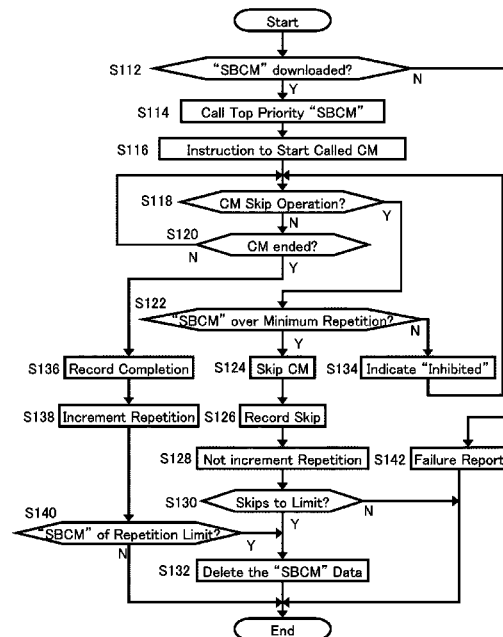 Start
S112
"SBCM" downloaded?
N
Y
S114
Call Top Priority "SBCM"
S116
Instruction to Start Called CM
S118
CM Skip Operation?
Y
N
S120
CM ended?
N
Y
S122
"SBCM" over Minimum Repetition?
N
Y
S136
Record Completion
S124
Skip CM
S134
Indicate "Inhibited"
S138
Increment Repetition
S126
Record Skip
S128
Not increment Repetition
S142
Failure Report
S130
Skips to Limit?
N
Y
S140
"SBCM" of Repetition Limit?
Y
N
S132
Delete the "SBCM" Data
End